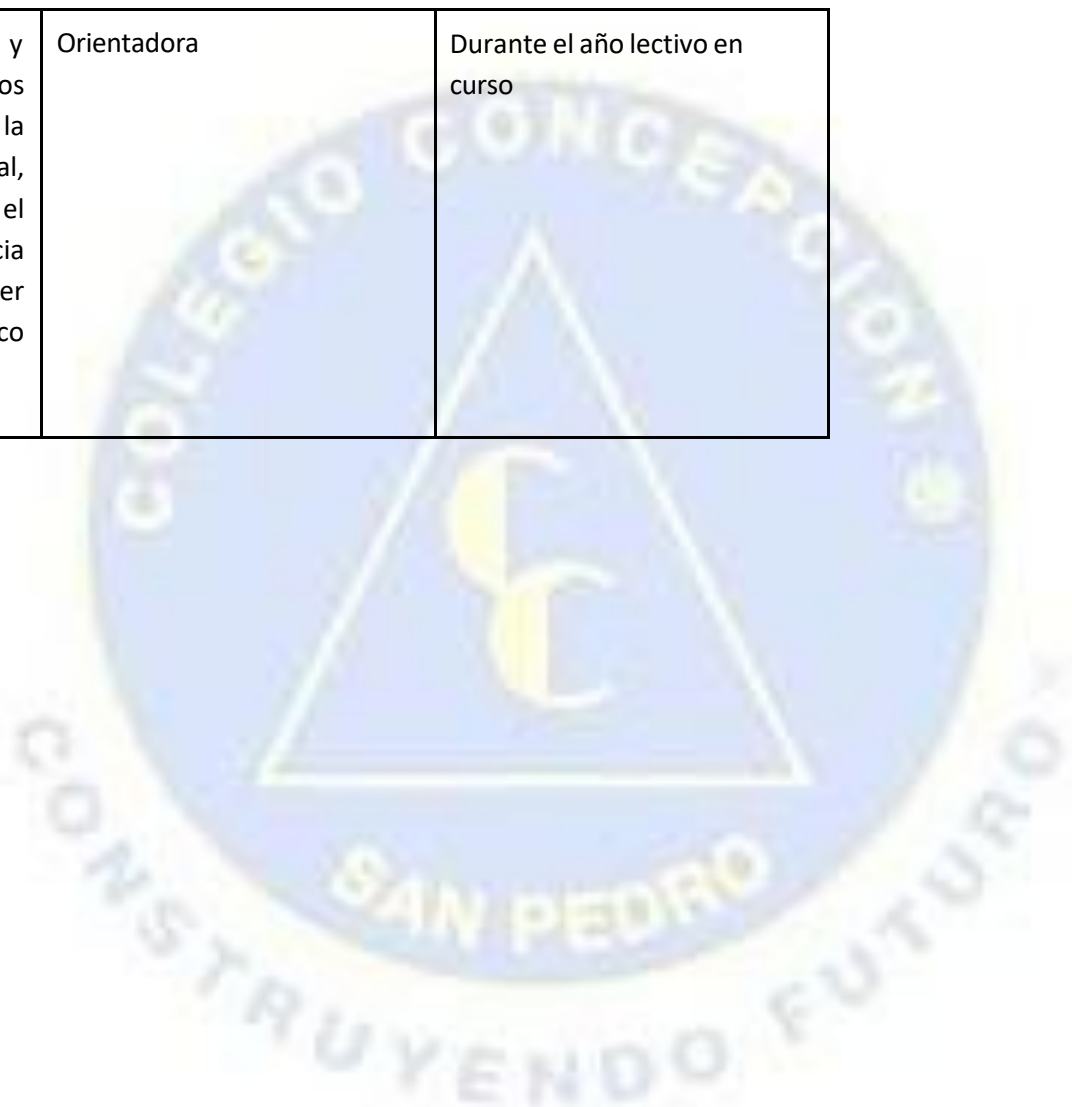 y
os
la
al,
el
cia
er
co
Orientadora
Durante el año lectivo en
curso
COLEGIO CONCEPCION
CC
SAN PEDRO
CONSTRUYENDO FUTURO